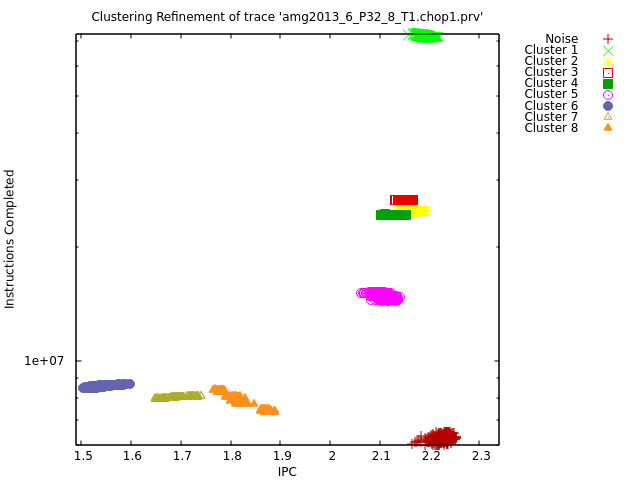 Clustering Refinement of trace 'amg2013_6_P32_8_T1.chop1.prv'
Noise
Cluster 1
Cluster 2
Cluster 3
Cluster 4
Cluster 5
Cluster 6
Cluster 7
Cluster 8
Instructions Completed
1e+07
1.5 1.6 1.7 1.8 1.9 2 2.1 2.2 2.3
IPC